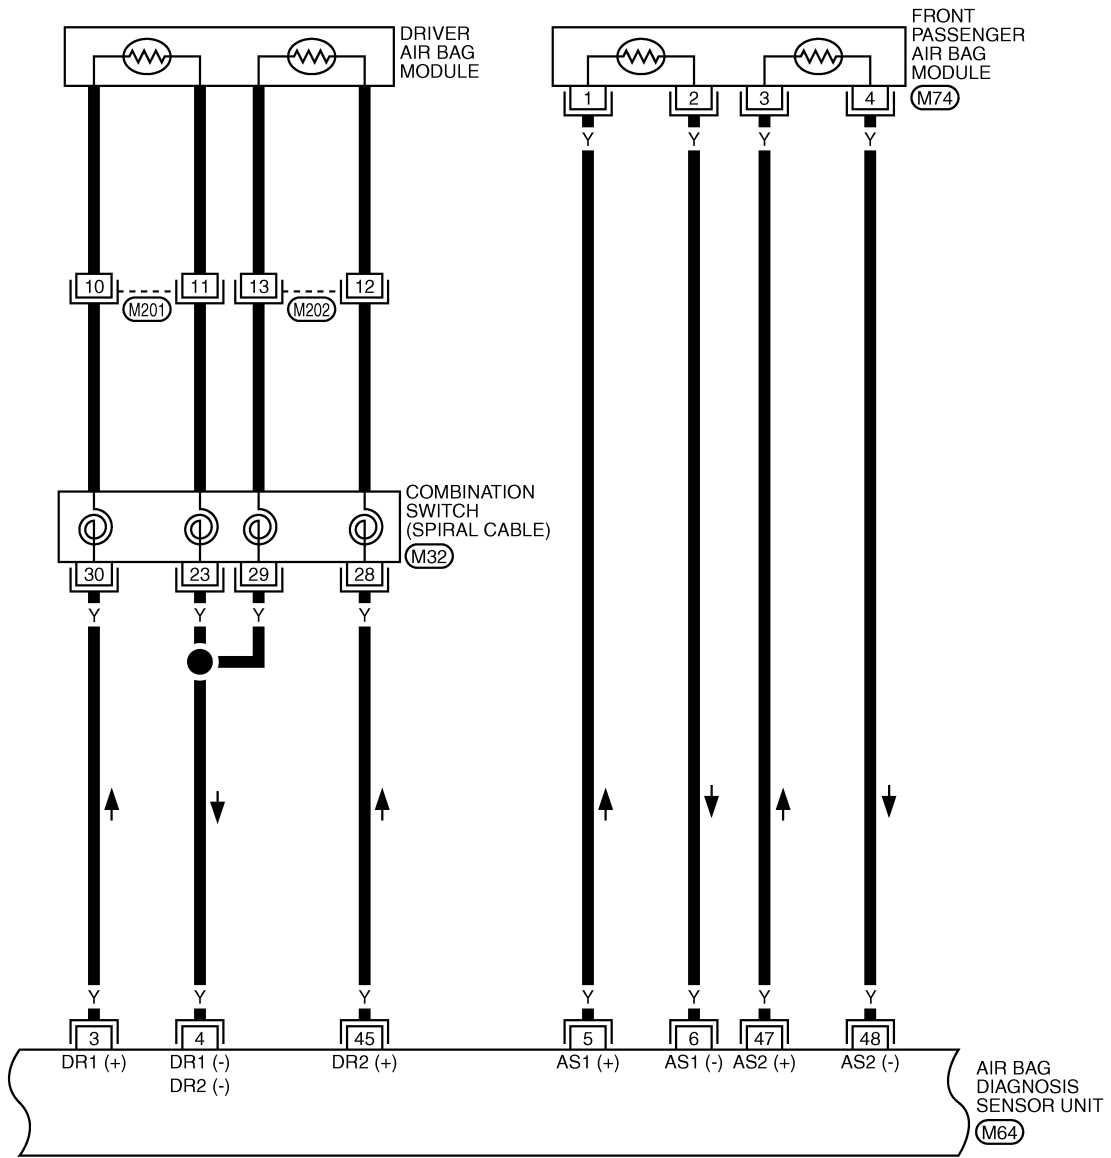 DRIVER
AIR BAG
MODULE
FRONT
PASSENGER
AIR BAG
MODULE
M74
1 2 3 4
Y Y Y Y
10 11 13 12
M201 M202
COMBINATION
SWITCH
(SPIRAL CABLE)
M32
30 23 29 28
Y Y Y Y
Y Y Y Y Y Y Y
3 4 45 5 6 47 48
DR1 (+) DR1 (-) DR2 (+) AS1 (+) AS1 (-) AS2 (+) AS2 (-)
DR2 (-)
AIR BAG
DIAGNOSIS
SENSOR UNIT
M64